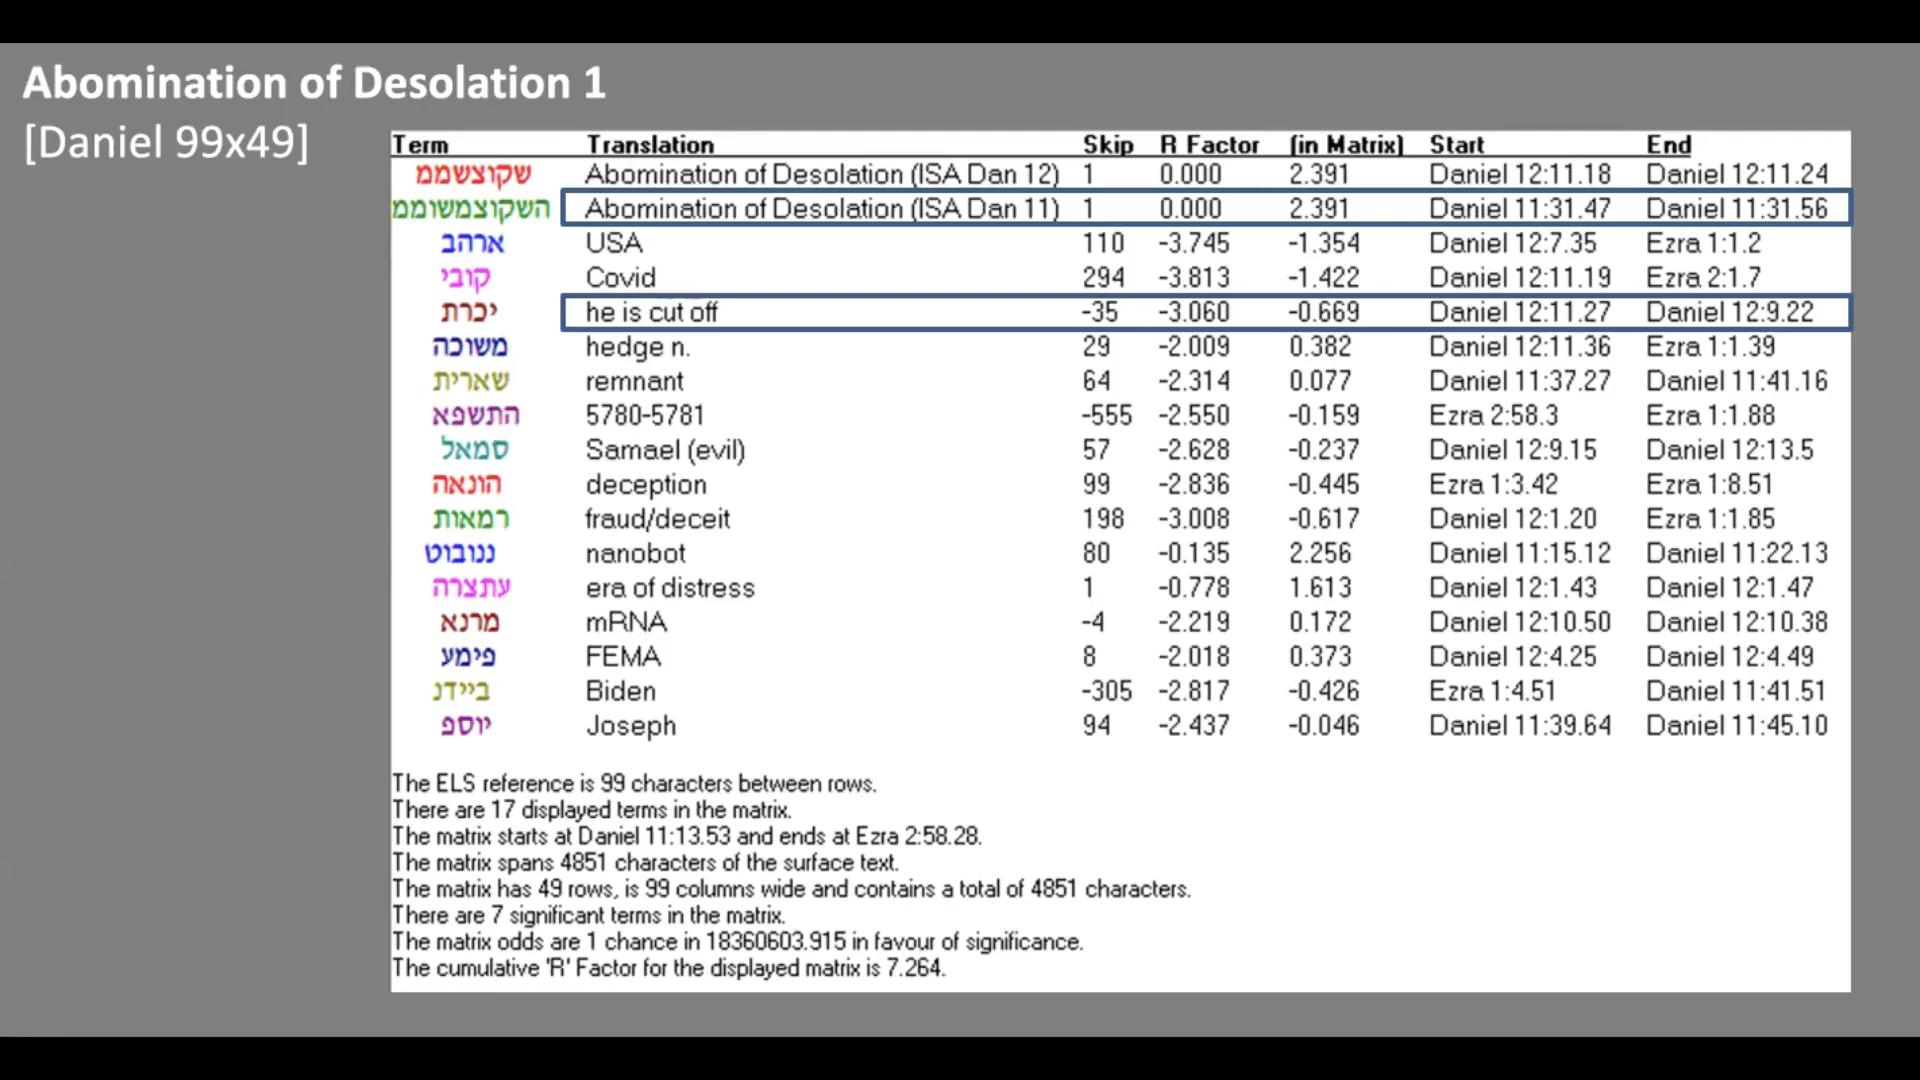 Abomination of Desolation 1
[Daniel 99x49]
Term Translation Skip R Factor (in Matrix) Start End
שקוצשממ Abomination of Desolation (ISA Dan 12) 1 0.000 2.391 Daniel 12:11.18 Daniel 12:11.24
השקוצמשוממ Abomination of Desolation (ISA Dan 11) 1 0.000 2.391 Daniel 11:31.47 Daniel 11:31.56
ארהב USA 110 -3.745 -1.354 Daniel 12:7.35 Ezra 1:1.2
קובי Covid 294 -3.813 -1.422 Daniel 12:11.19 Ezra 2:1.7
יכרת he is cut off -35 -3.060 -0.669 Daniel 12:11.27 Daniel 12:9.22
משוכה hedge n. 29 -2.009 0.382 Daniel 12:11.36 Ezra 1:1.39
שארית remnant 64 -2.314 0.077 Daniel 11:37.27 Daniel 11:41.16
התשפא 5780-5781 -555 -2.550 -0.159 Ezra 2:58.3 Ezra 1:1.88
סמאל Samael (evil) 57 -2.628 -0.237 Daniel 12:9.15 Daniel 12:13.5
הונאה deception 99 -2.836 -0.445 Ezra 1:3.42 Ezra 1:8.51
רמאות fraud/deceit 198 -3.008 -0.617 Daniel 12:1.20 Ezra 1:1.85
ננובוט nanobot 80 -0.135 2.256 Daniel 11:15.12 Daniel 11:22.13
עתצרה era of distress 1 -0.778 1.613 Daniel 12:1.43 Daniel 12:1.47
מרנא mRNA -4 -2.219 0.172 Daniel 12:10.50 Daniel 12:10.38
פימע FEMA 8 -2.018 0.373 Daniel 12:4.25 Daniel 12:4.49
ביידנ Biden -305 -2.817 -0.426 Ezra 1:4.51 Daniel 11:41.51
יוספ Joseph 94 -2.437 -0.046 Daniel 11:39.64 Daniel 11:45.10
The ELS reference is 99 characters between rows.
There are 17 displayed terms in the matrix.
The matrix starts at Daniel 11:13.53 and ends at Ezra 2:58.28.
The matrix spans 4851 characters of the surface text.
The matrix has 49 rows, is 99 columns wide and contains a total of 4851 characters.
There are 7 significant terms in the matrix.
The matrix odds are 1 chance in 18360603.915 in favour of significance.
The cumulative 'R' Factor for the displayed matrix is 7.264.